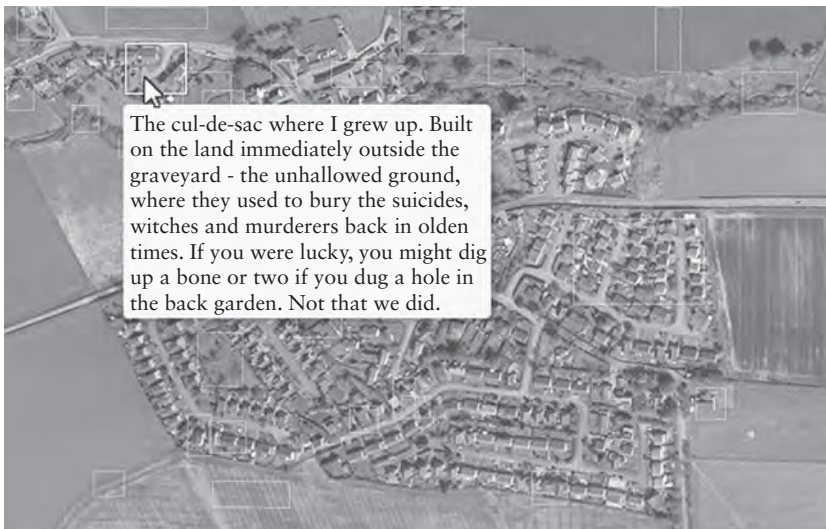 The cul-de-sac where I grew up. Built
on the land immediately outside the
graveyard - the unhallowed ground,
where they used to bury the suicides,
witches and murderers back in olden
times. If you were lucky, you might dig
up a bone or two if you dug a hole in
the back garden. Not that we did.